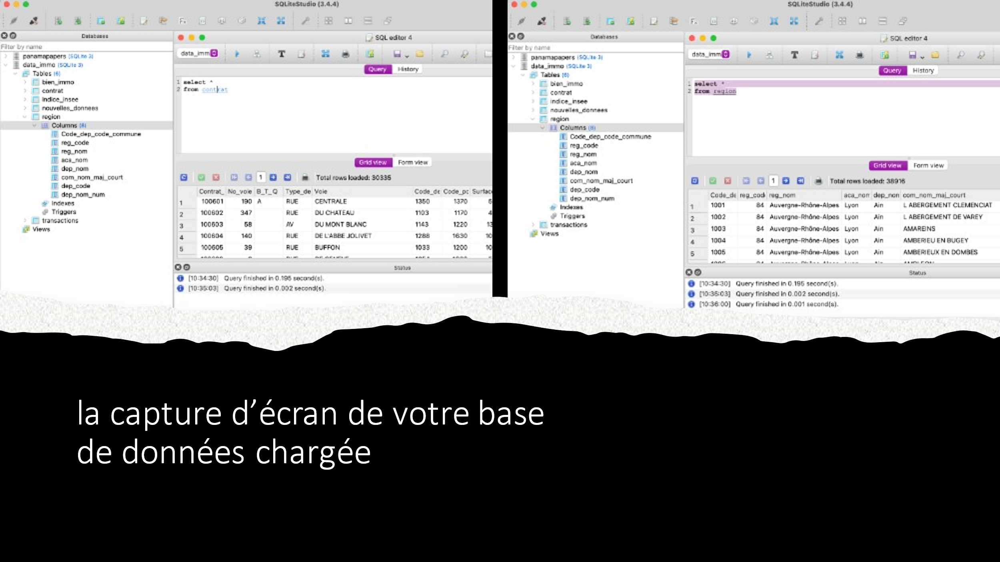 SQLiteStudio (3.4.4)
Databases
Filter by name
panamapapers (SQLite 3)
data_immo (SQLite 3)
Tables (6)
bien_immo
contrat
indice_insee
nouvelles_donnees
region
Columns (8)
Code_dep_code_commune
reg_code
reg_nom
aca_nom
dep_nom
com_nom_maj_court
dep_code
dep_nom_num
Indexes
Triggers
transactions
Views
SQL editor 4
data_imm
Query History
1 select *
2 from contrat
Grid view Form view
1 Total rows loaded: 30335
Contrat_ No_voie B_T_Q Type_de Voie Code_de Code_pc Surface
1 100601 190 A RUE CENTRALE 1350 1370 5
2 100602 347 RUE DU CHATEAU 1103 1170 4
3 100603 58 AV DU MONT BLANC 1143 1220 13
4 100604 140 RUE DE L'ABBE JOLIVET 1288 1630 10
5 100605 39 RUE BUFFON 1033 1200 10
Status
[10:34:30] Query finished in 0.195 second(s).
[10:35:03] Query finished in 0.002 second(s).
SQLiteStudio (3.4.4)
Databases
Filter by name
panamapapers (SQLite 3)
data_immo (SQLite 3)
Tables (6)
bien_immo
contrat
indice_insee
nouvelles_donnees
region
Columns (8)
Code_dep_code_commune
reg_code
reg_nom
aca_nom
dep_nom
com_nom_maj_court
dep_code
dep_nom_num
Indexes
Triggers
transactions
Views
SQL editor 4
data_imm
Query History
1 select *
2 from region
Grid view Form view
1 Total rows loaded: 38916
Code_de reg_cod reg_nom aca_nom dep_nom com_nom_maj_court
1 1001 84 Auvergne-Rhône-Alpes Lyon Ain L ABERGEMENT CLEMENCIAT
2 1002 84 Auvergne-Rhône-Alpes Lyon Ain L ABERGEMENT DE VAREY
3 1003 84 Auvergne-Rhône-Alpes Lyon Ain AMAREINS
4 1004 84 Auvergne-Rhône-Alpes Lyon Ain AMBERIEU EN BUGEY
5 1005 84 Auvergne-Rhône-Alpes Lyon Ain AMBERIEUX EN DOMBES
Status
[10:34:30] Query finished in 0.195 second(s).
[10:35:03] Query finished in 0.002 second(s).
[10:36:00] Query finished in 0.001 second(s).
la capture d’écran de votre base
de données chargée